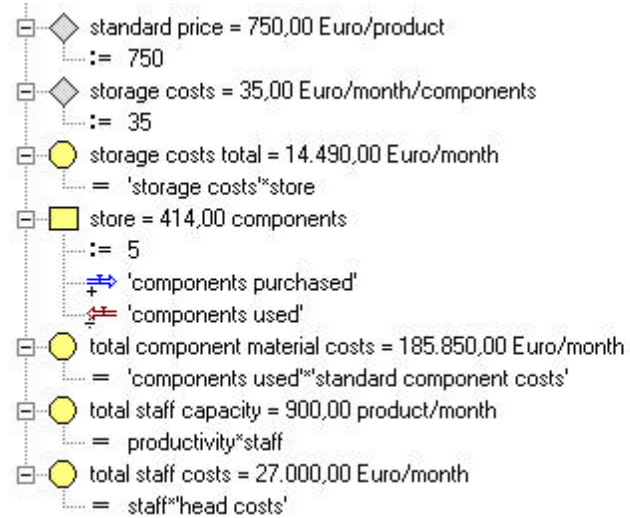 standard price = 750,00 Euro/product
:= 750
storage costs = 35,00 Euro/month/components
:= 35
storage costs total = 14.490,00 Euro/month
= 'storage costs'*store
store = 414,00 components
:= 5
'components purchased'
'components used'
total component material costs = 185.850,00 Euro/month
= 'components used'*'standard component costs'
total staff capacity = 900,00 product/month
= productivity*staff
total staff costs = 27.000,00 Euro/month
= staff*'head costs'